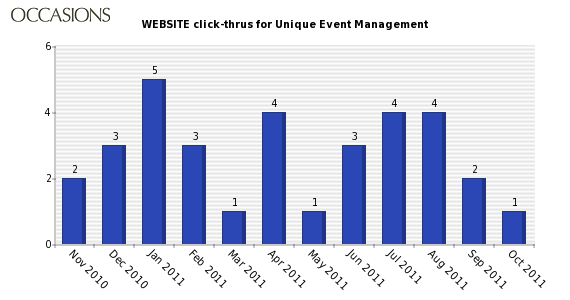 OCCASIONS
WEBSITE click-thrus for Unique Event Management
6
4
2
0
2
3
5
3
1
4
1
3
4
4
2
1
Nov 2010
Dec 2010
Jan 2011
Feb 2011
Mar 2011
Apr 2011
May 2011
Jun 2011
Jul 2011
Aug 2011
Sep 2011
Oct 2011